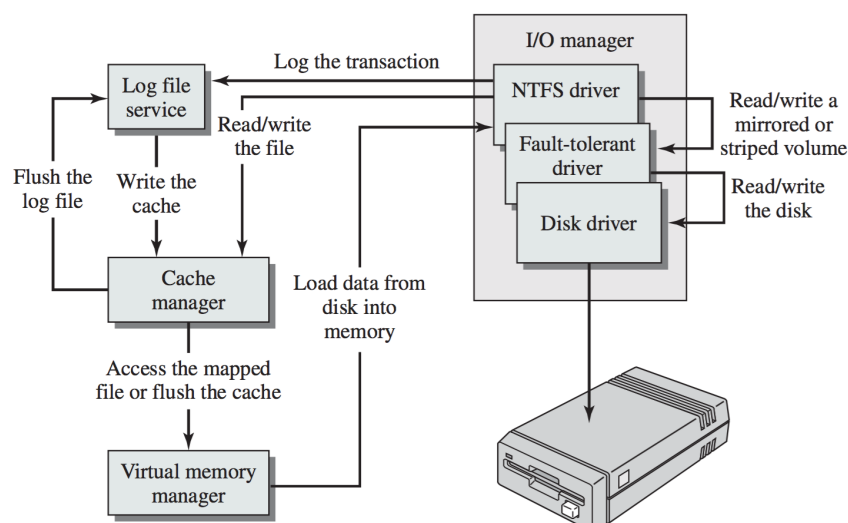 I/O manager
Log the transaction
Log file
service
NTFS driver
Read/write
the file
Read/write a
mirrored or
striped volume
Fault-tolerant
driver
Flush the
log file
Write the
cache
Read/write
the disk
Disk driver
Cache
manager
Load data from
disk into
memory
Access the mapped
file or flush the cache
Virtual memory
manager